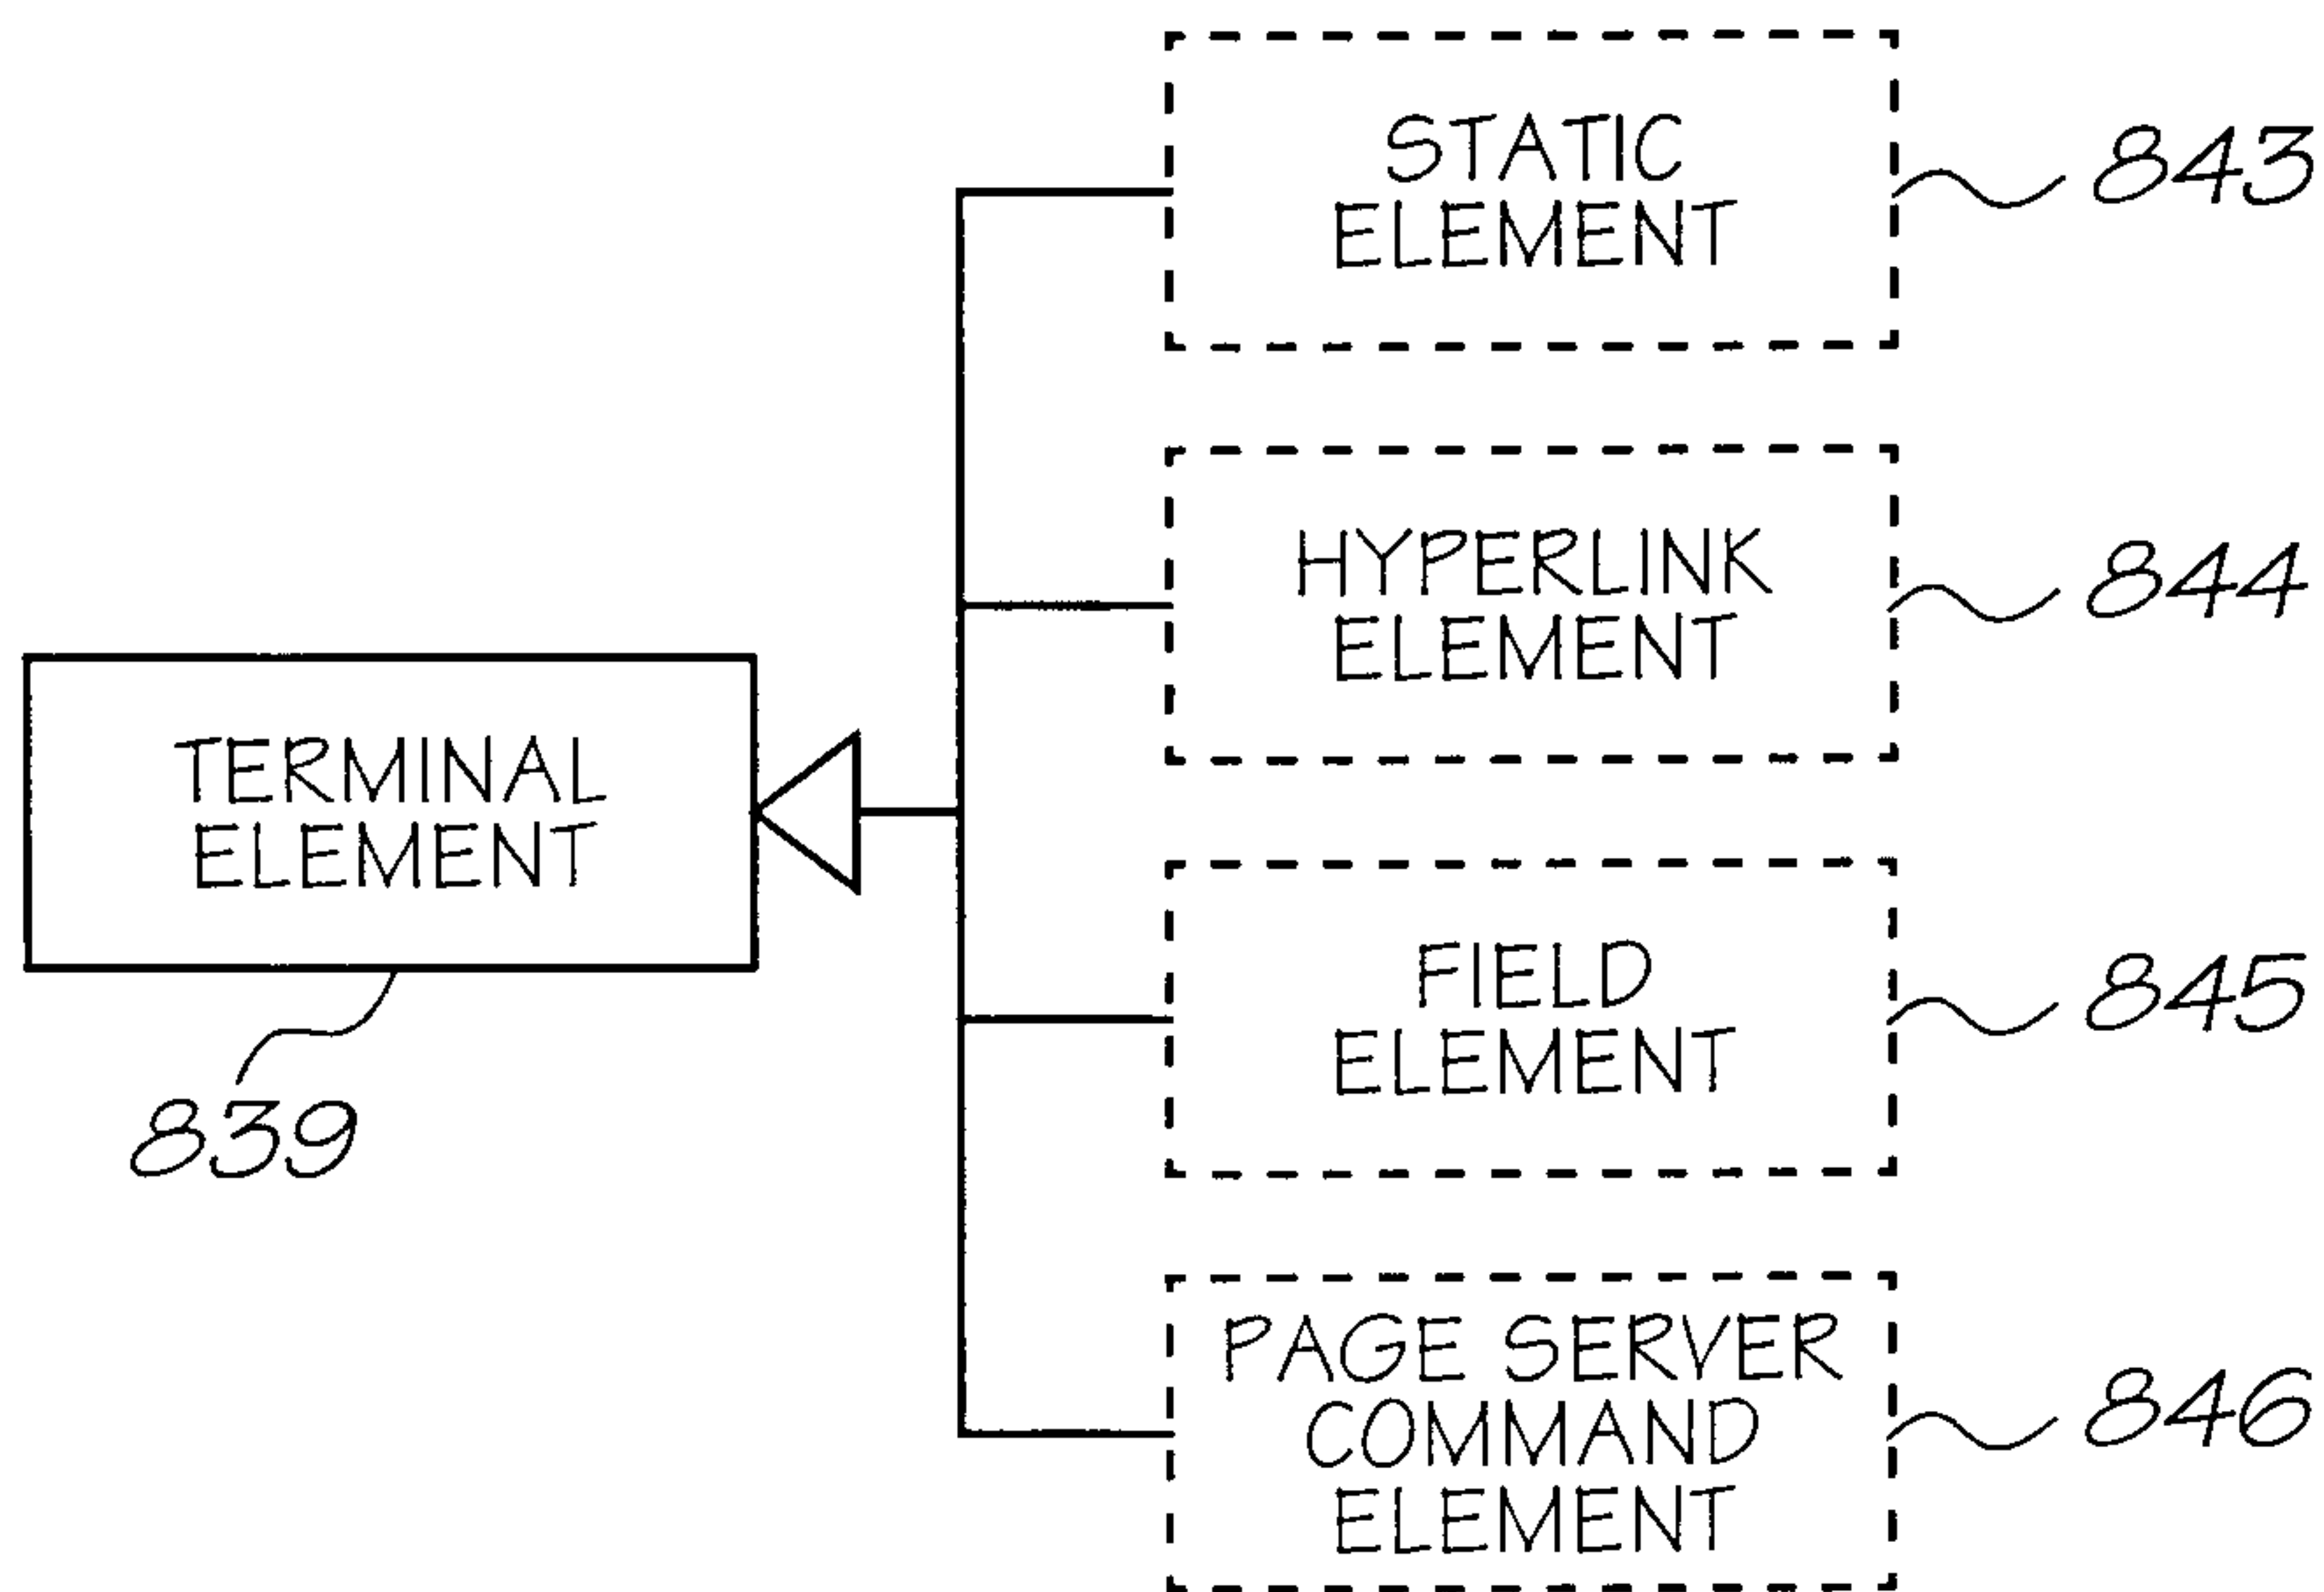 STATIC
ELEMENT
843
HYPERLINK
ELEMENT
844
TERMINAL
ELEMENT
839
FIELD
ELEMENT
845
PAGE SERVER
COMMAND
ELEMENT
846